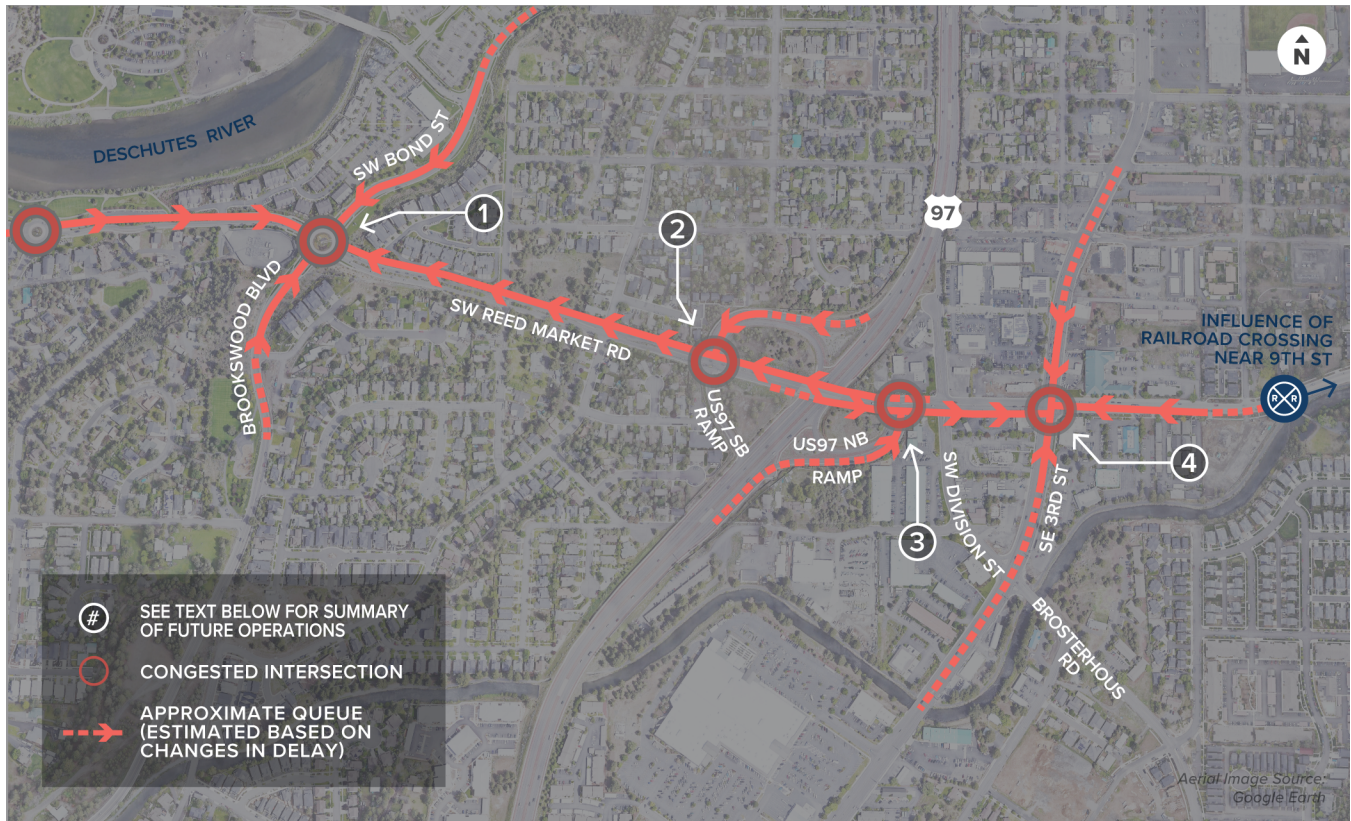 N
DESCHUTES RIVER
SW BOND ST
1
2
97
BROOKSWOOD BLVD
SW REED MARKET RD
INFLUENCE OF
RAILROAD CROSSING
NEAR 9TH ST
R R
US97 SB
RAMP
US97 NB
RAMP
3
4
SW DIVISION ST
SE 3RD ST
BROSTERHOUS
RD
# SEE TEXT BELOW FOR SUMMARY
OF FUTURE OPERATIONS
CONGESTED INTERSECTION
APPROXIMATE QUEUE
(ESTIMATED BASED ON
CHANGES IN DELAY)
Aerial Image Source:
Google Earth